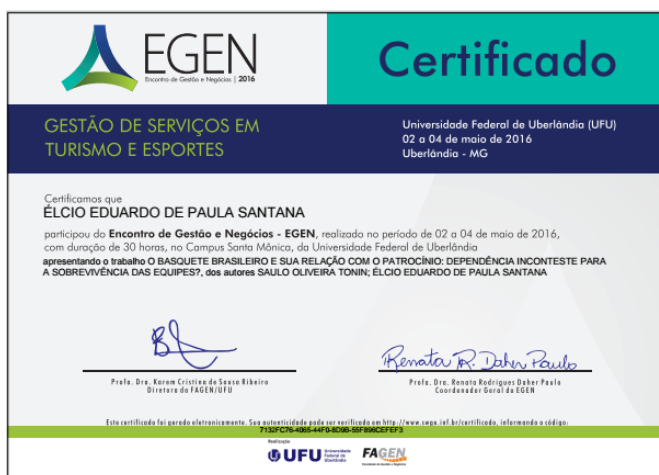 EGEN
Encontro de Gestão e Negócios | 2016
Certificado
GESTÃO DE SERVIÇOS EM
TURISMO E ESPORTES
Universidade Federal de Uberlândia (UFU)
02 a 04 de maio de 2016
Uberlândia - MG
Certificamos que
ÉLCIO EDUARDO DE PAULA SANTANA
participou do Encontro de Gestão e Negócios - EGEN, realizado no período de 02 a 04 de maio de 2016,
com duração de 30 horas, no Campus Santa Mônica, da Universidade Federal de Uberlândia
apresentando o trabalho O BASQUETE BRASILEIRO E SUA RELAÇÃO COM O PATROCÍNIO: DEPENDÊNCIA INCONTESTE PARA
A SOBREVIVÊNCIA DAS EQUIPES?, dos autores SAULO OLIVEIRA TONIN; ÉLCIO EDUARDO DE PAULA SANTANA
Renata R. Daher Paulo
Profa. Dra. Karem Cristina de Sousa Ribeiro
Diretora da FAGEN/UFU
Profa. Dra. Renata Rodrigues Daher Paulo
Coordenador Geral do EGEN
Este certificado foi gerado eletronicamente. Sua autenticidade pode ser verificada em http://www.sege.inf.br/certificado, informando o código:
7132FC76-4065-44F0-8D9B-55F896CEFEF3
Realização
UFU Universidade
Federal de
Uberlândia
FAGEN